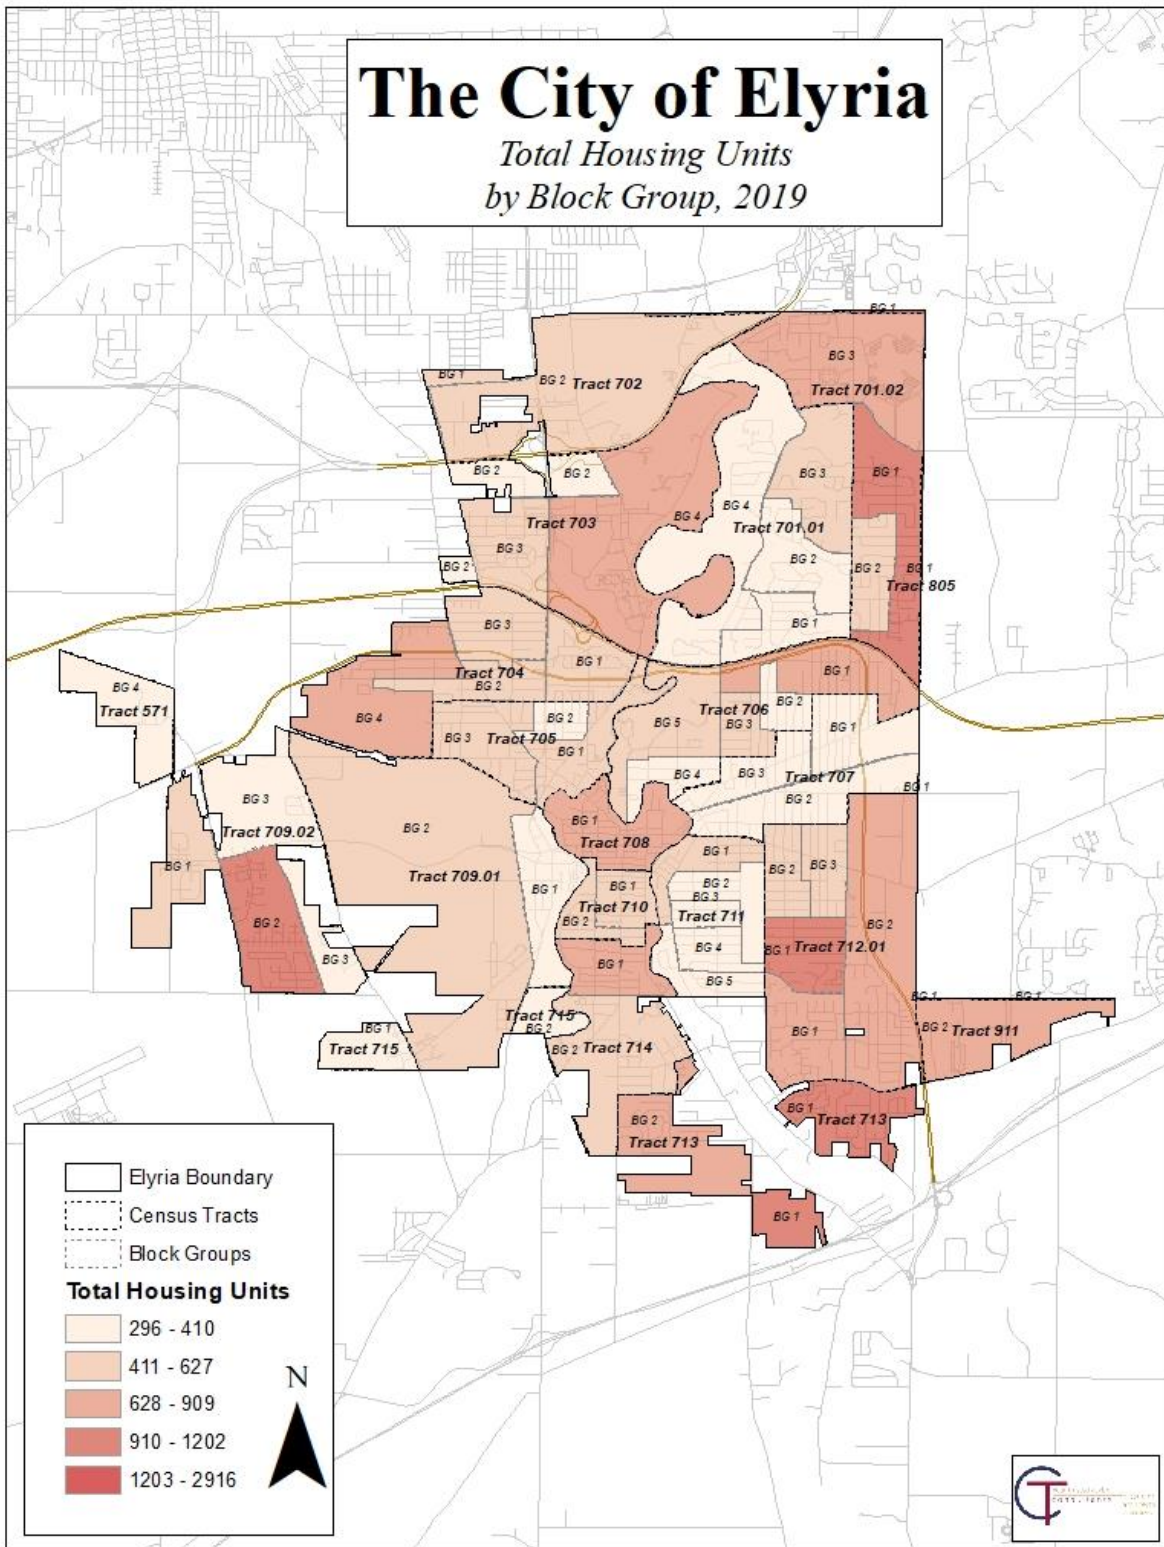 The City of Elyria
Total Housing Units
by Block Group, 2019
BG 1
BG 3
BG 1
BG 2
Tract 702
Tract 701.02
BG 2
BG 2
BG 3
BG 1
BG 4
BG 4
Tract 703
Tract 701.01
BG 3
BG 2
BG 2
BG 2
BG 1
Tract 805
BG 3
BG 1
BG 1
Tract 704
BG 1
BG 2
BG 4
Tract 571
BG 4
BG 2
BG 5
Tract 706
BG 2
BG 3
BG 1
BG 3
Tract 705
BG 1
BG 4
BG 3
Tract 707
BG 1
BG 3
BG 2
Tract 709.02
BG 2
BG 1
Tract 708
BG 1
BG 1
Tract 709.01
BG 2
BG 3
BG 1
BG 1
BG 2
BG 3
Tract 710
Tract 711
BG 2
BG 2
BG 2
BG 1
Tract 712.01
BG 4
BG 3
BG 1
BG 5
BG 1
BG 1
Tract 715
BG 2
BG 1
BG 1
BG 2
Tract 911
Tract 715
BG 2
Tract 714
BG 1
Tract 713
BG 2
Tract 713
BG 1
Elyria Boundary
Census Tracts
Block Groups
Total Housing Units
296 - 410
411 - 627
628 - 909
910 - 1202
1203 - 2916
N
CT